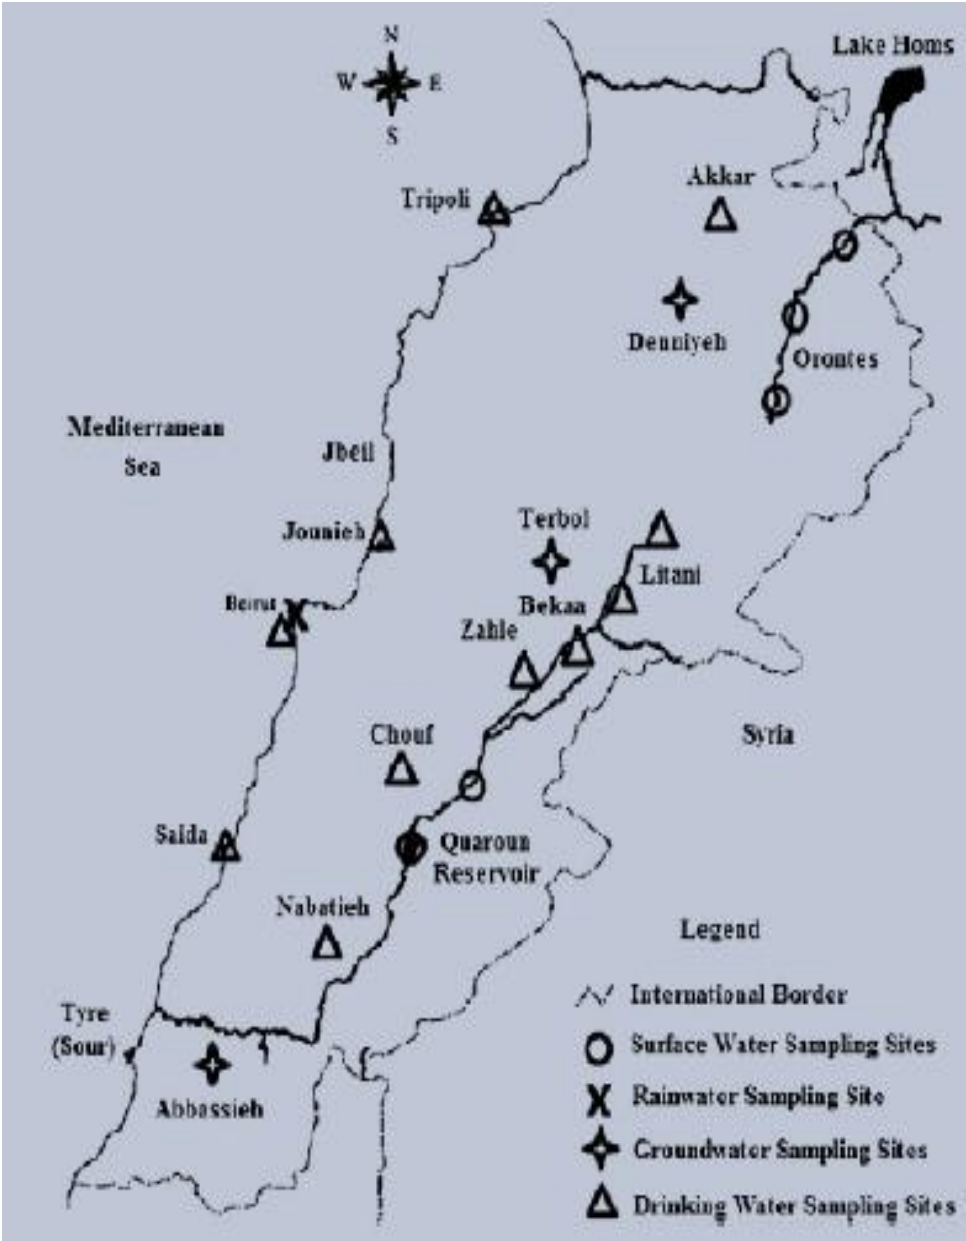 N
Lake Homs
W E
S
Akkar
Tripoli
Denniyeh
Orontes
Mediterranean
Sea
Jbeil
Terbol
Jounieh
Litani
Beirut
Bekaa
Zahle
Chouf
Syria
Saida
Quaroun
Reservoir
Nabatieh
Legend
International Border
Tyre
(Sour)
Surface Water Sampling Sites
Rainwater Sampling Site
Abbassieh
Groundwater Sampling Sites
Drinking Water Sampling Sites